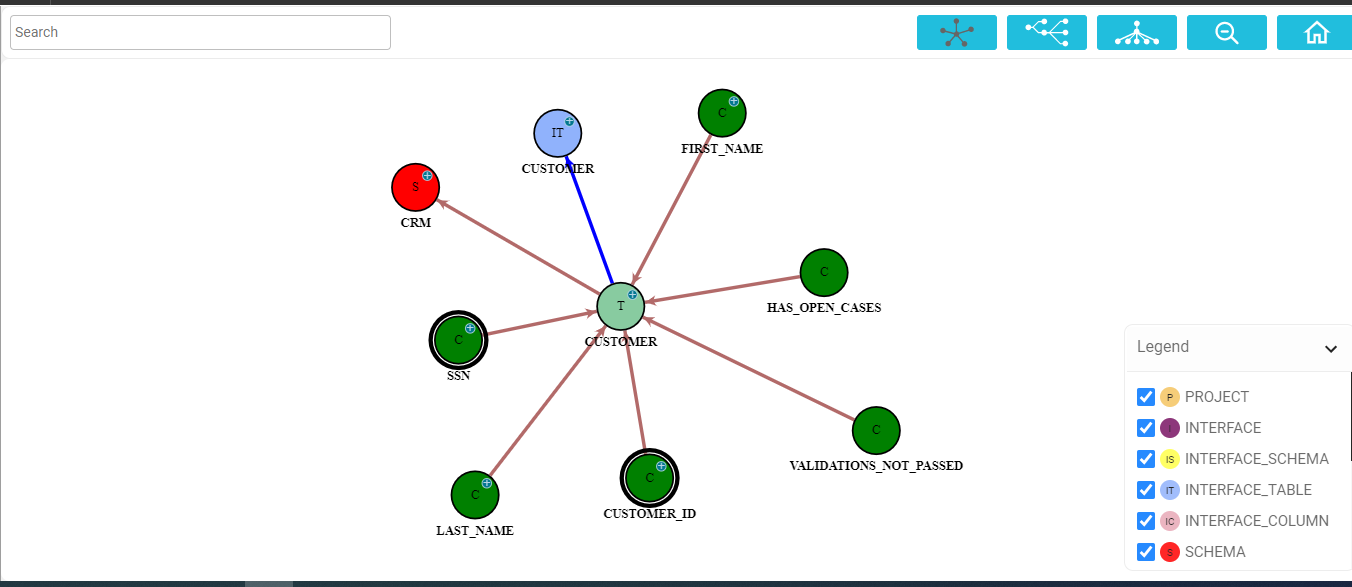 Search
C
FIRST_NAME
IT
CUSTOMER
S
CRM
C
HAS_OPEN_CASES
T
CUSTOMER
C
SSN
C
VALIDATIONS_NOT_PASSED
C
CUSTOMER_ID
C
LAST_NAME
Legend
P PROJECT
I INTERFACE
IS INTERFACE_SCHEMA
IT INTERFACE_TABLE
IC INTERFACE_COLUMN
S SCHEMA